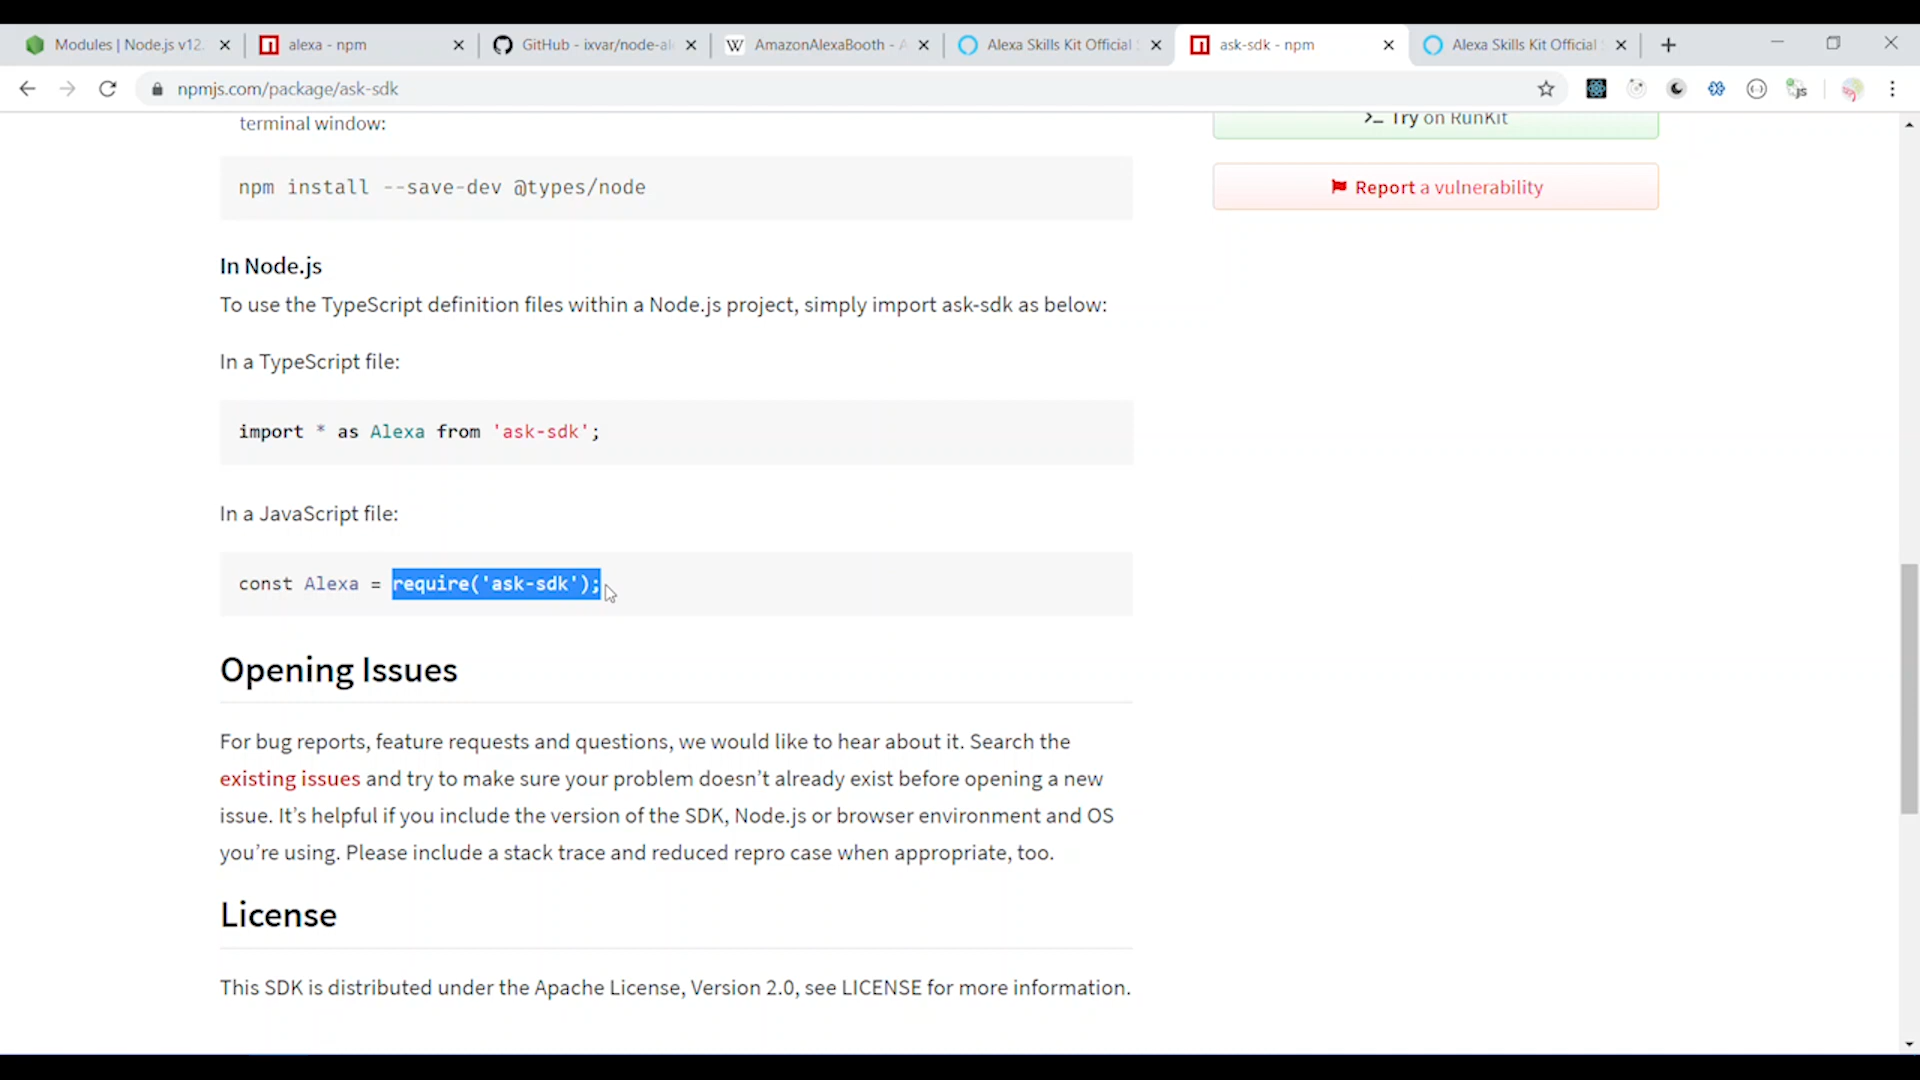 Modules | Node.js v12.
alexa - npm
GitHub - ixvar/node-al
AmazonAlexaBooth - A
Alexa Skills Kit Official
ask-sdk - npm
Alexa Skills Kit Official
npmjs.com/package/ask-sdk
terminal window:
>_ Try on RunKit
npm install --save-dev @types/node
Report a vulnerability
In Node.js
To use the TypeScript definition files within a Node.js project, simply import ask-sdk as below:
In a TypeScript file:
import * as Alexa from 'ask-sdk';
In a JavaScript file:
const Alexa = require('ask-sdk');
Opening Issues
For bug reports, feature requests and questions, we would like to hear about it. Search the
existing issues and try to make sure your problem doesn’t already exist before opening a new
issue. It’s helpful if you include the version of the SDK, Node.js or browser environment and OS
you’re using. Please include a stack trace and reduced repro case when appropriate, too.
License
This SDK is distributed under the Apache License, Version 2.0, see LICENSE for more information.